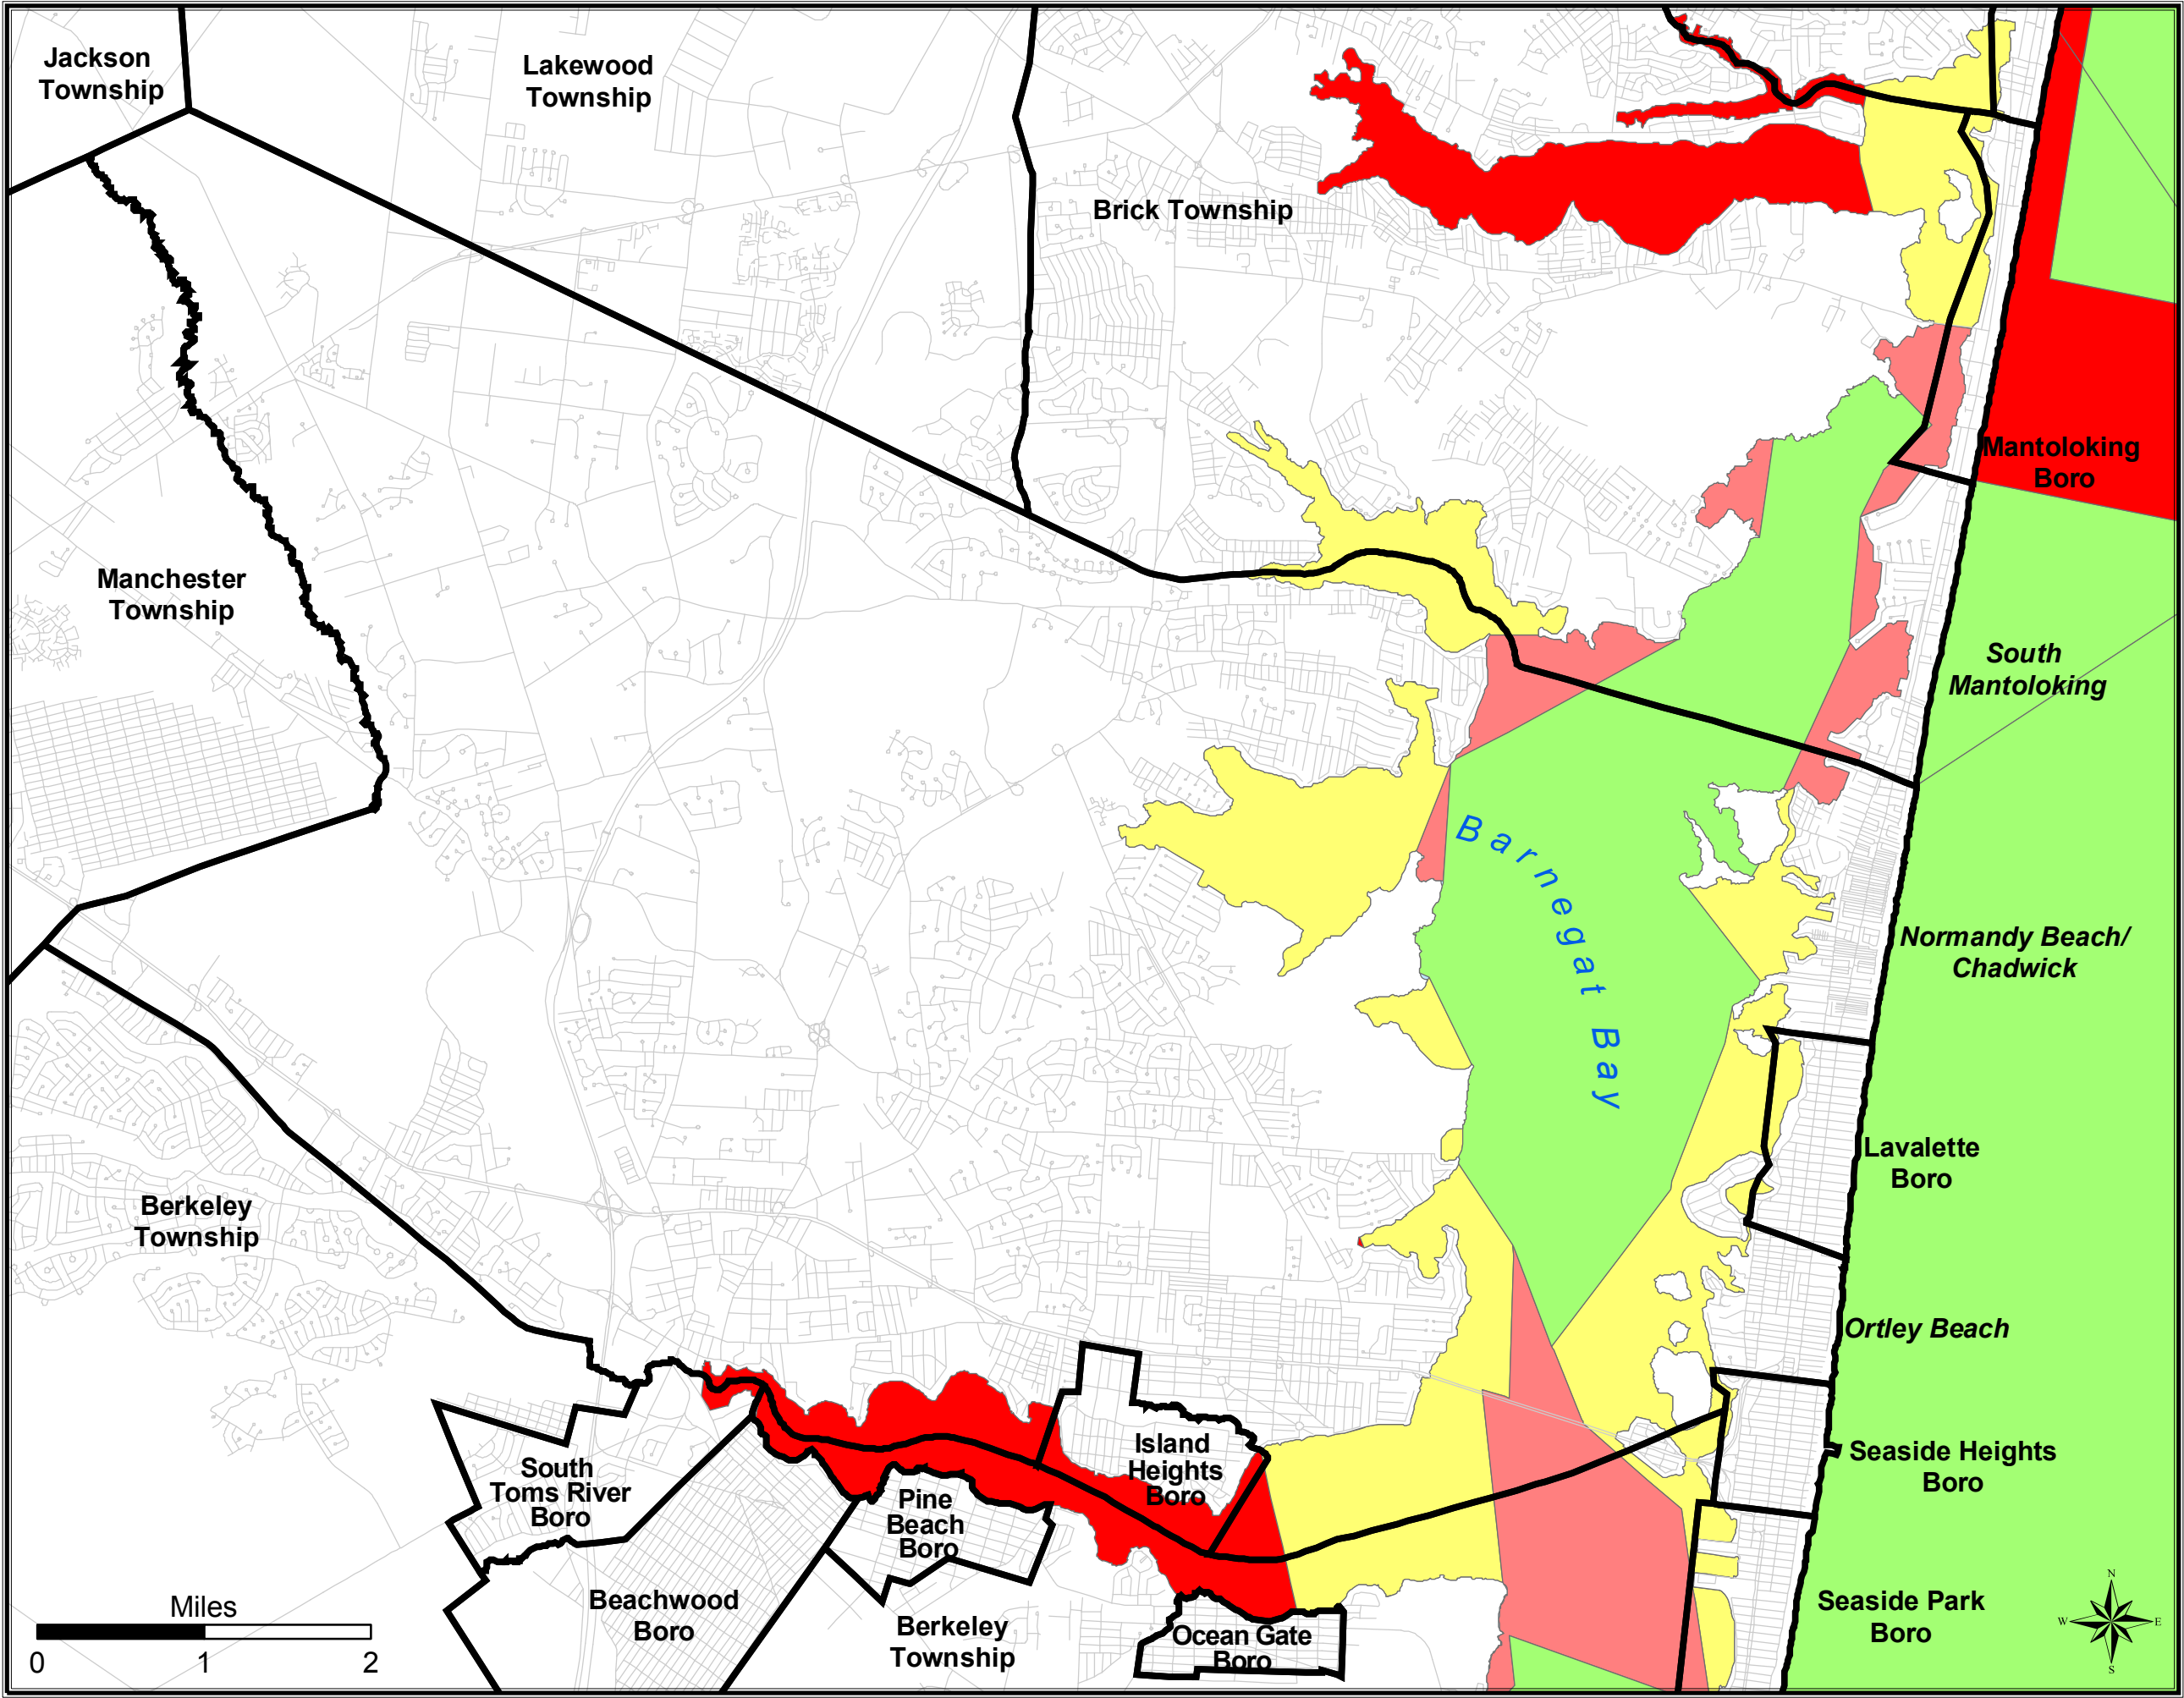 Jackson
Township
Lakewood
Township
Brick Township
Mantoloking
Boro
Manchester
Township
South
Mantoloking
Barnegat Bay
Normandy Beach/
Chadwick
Lavalette
Boro
Berkeley
Township
Ortley Beach
Island
Heights
Boro
Seaside Heights
Boro
South
Toms River
Boro
Pine
Beach
Boro
Beachwood
Boro
Berkeley
Township
Ocean Gate
Boro
Seaside Park
Boro
Miles
0 1 2
N
W E
S